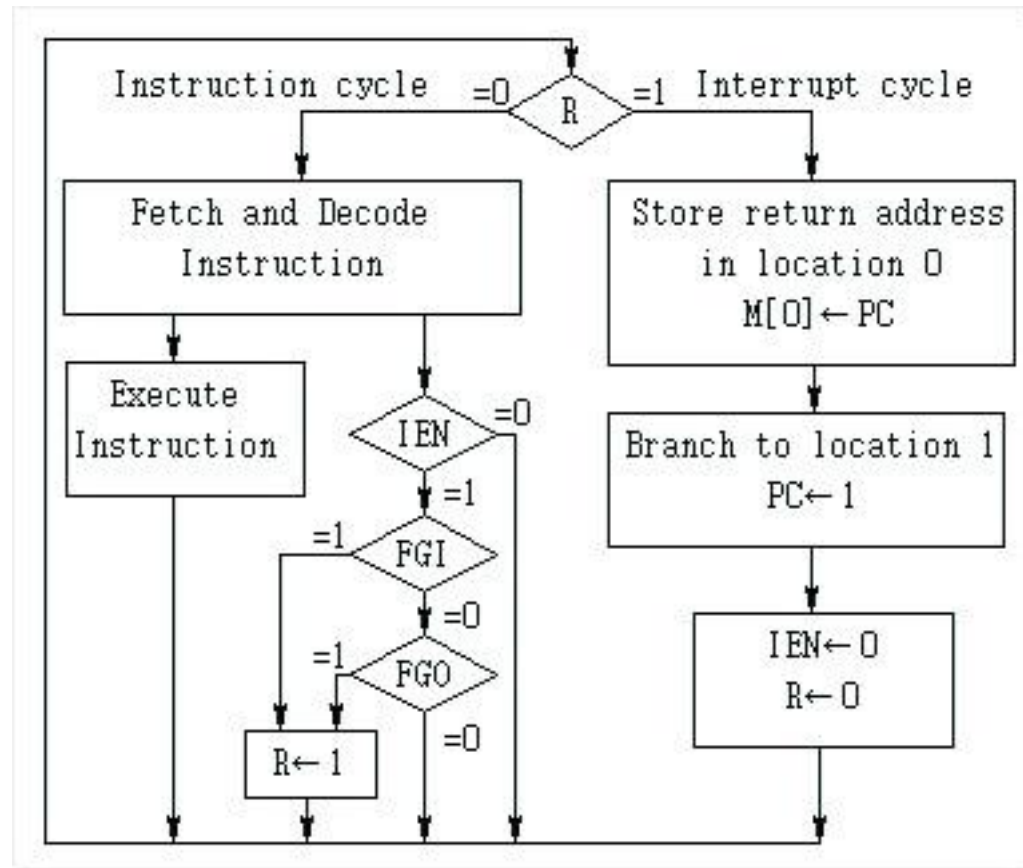 Instruction cycle
=0
R
=1
Interrupt cycle
Fetch and Decode
Instruction
Store return address
in location 0
M[0]←PC
Execute
Instruction
IEN
=0
=1
Branch to location 1
PC←1
FGI
=1
=0
FGO
=1
=0
R←1
IEN←0
R←0